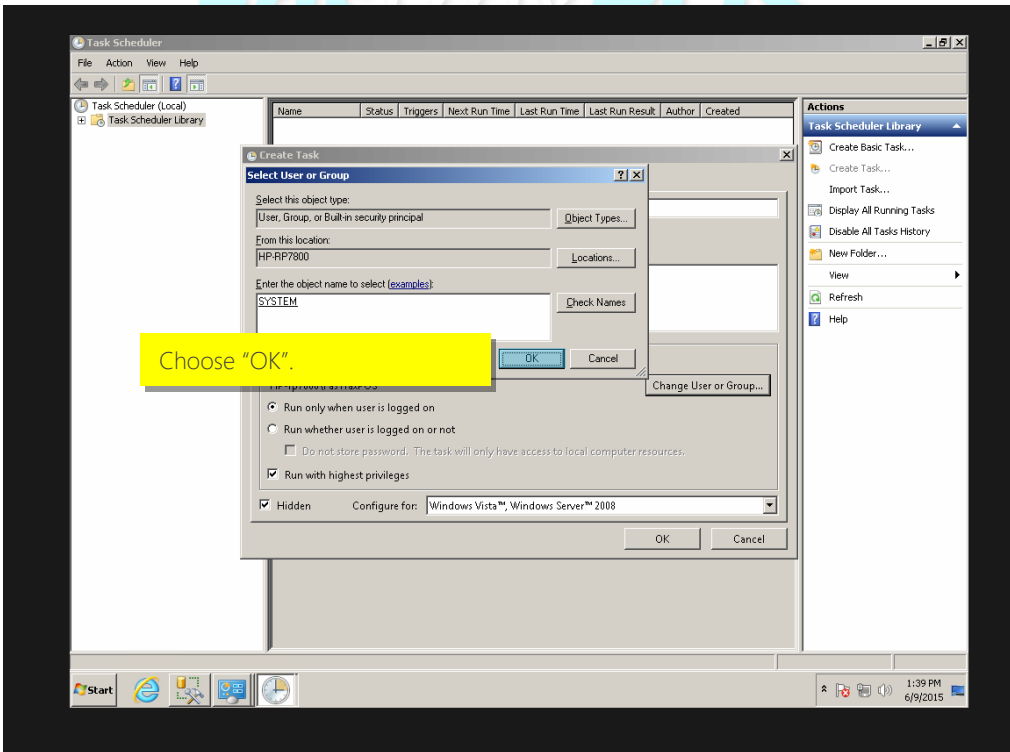 Task Scheduler
File Action View Help
Task Scheduler (Local)
Task Scheduler Library
Name Status Triggers Next Run Time Last Run Time Last Run Result Author Created
Actions
Task Scheduler Library
Create Basic Task...
Create Task...
Import Task...
Display All Running Tasks
Disable All Tasks History
New Folder...
View
Refresh
Help
Create Task
Select User or Group
Select this object type:
User, Group, or Built-in security principal
Object Types...
From this location:
HP-RP7800
Locations...
Enter the object name to select (examples):
SYSTEM
Check Names
OK Cancel
Choose “OK”.
Change User or Group...
Run only when user is logged on
Run whether user is logged on or not
Do not store password. The task will only have access to local computer resources.
Run with highest privileges
Hidden Configure for: Windows Vista™, Windows Server™ 2008
OK Cancel
Start
1:39 PM
6/9/2015